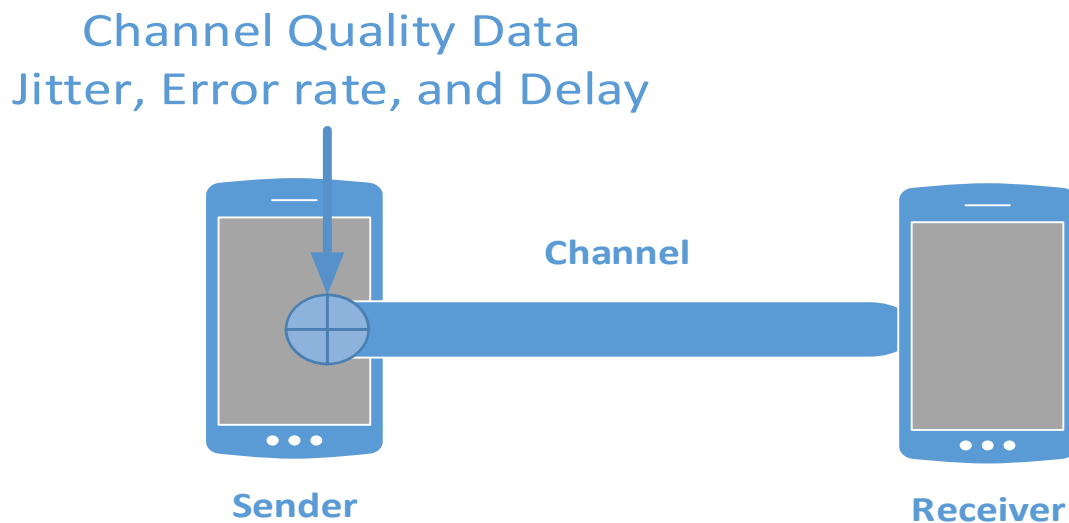 Channel Quality Data
Jitter, Error rate, and Delay
Channel
Sender
Receiver